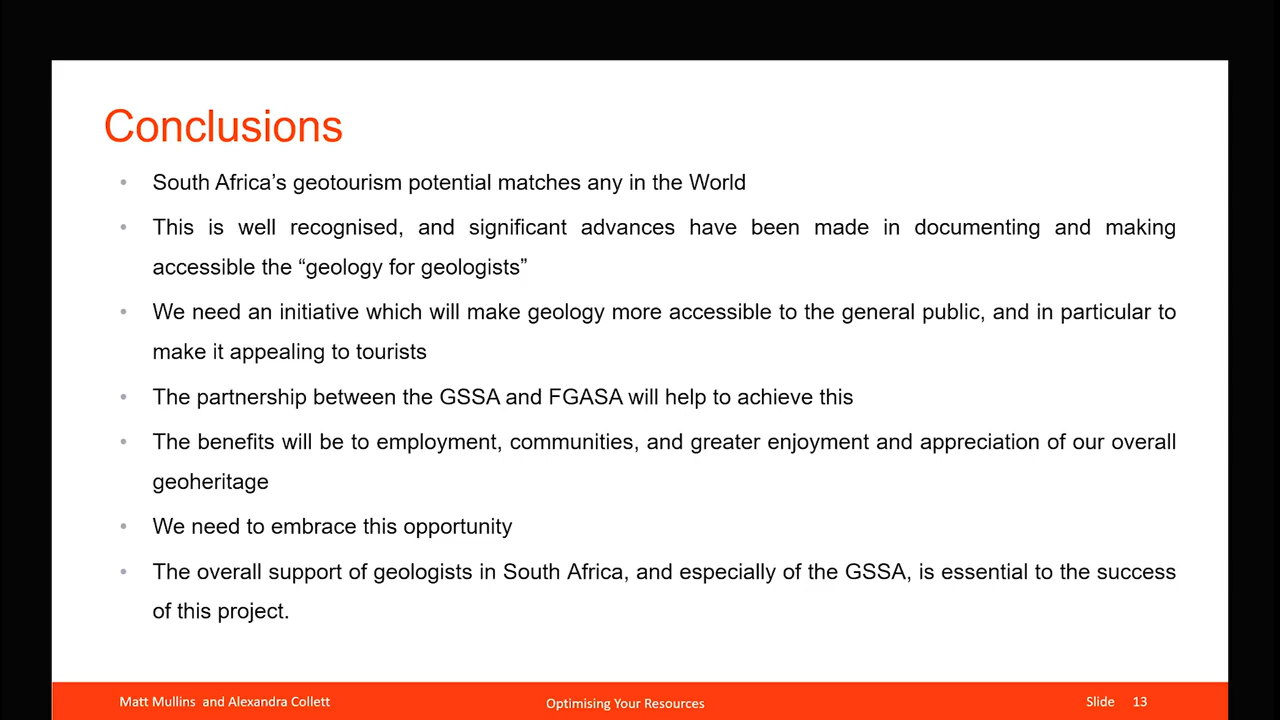 Conclusions
• South Africa’s geotourism potential matches any in the World
• This is well recognised, and significant advances have been made in documenting and making
accessible the “geology for geologists”
• We need an initiative which will make geology more accessible to the general public, and in particular to
make it appealing to tourists
• The partnership between the GSSA and FGASA will help to achieve this
• The benefits will be to employment, communities, and greater enjoyment and appreciation of our overall
geoheritage
• We need to embrace this opportunity
• The overall support of geologists in South Africa, and especially of the GSSA, is essential to the success
of this project.
Matt Mullins and Alexandra Collett Optimising Your Resources Slide 13